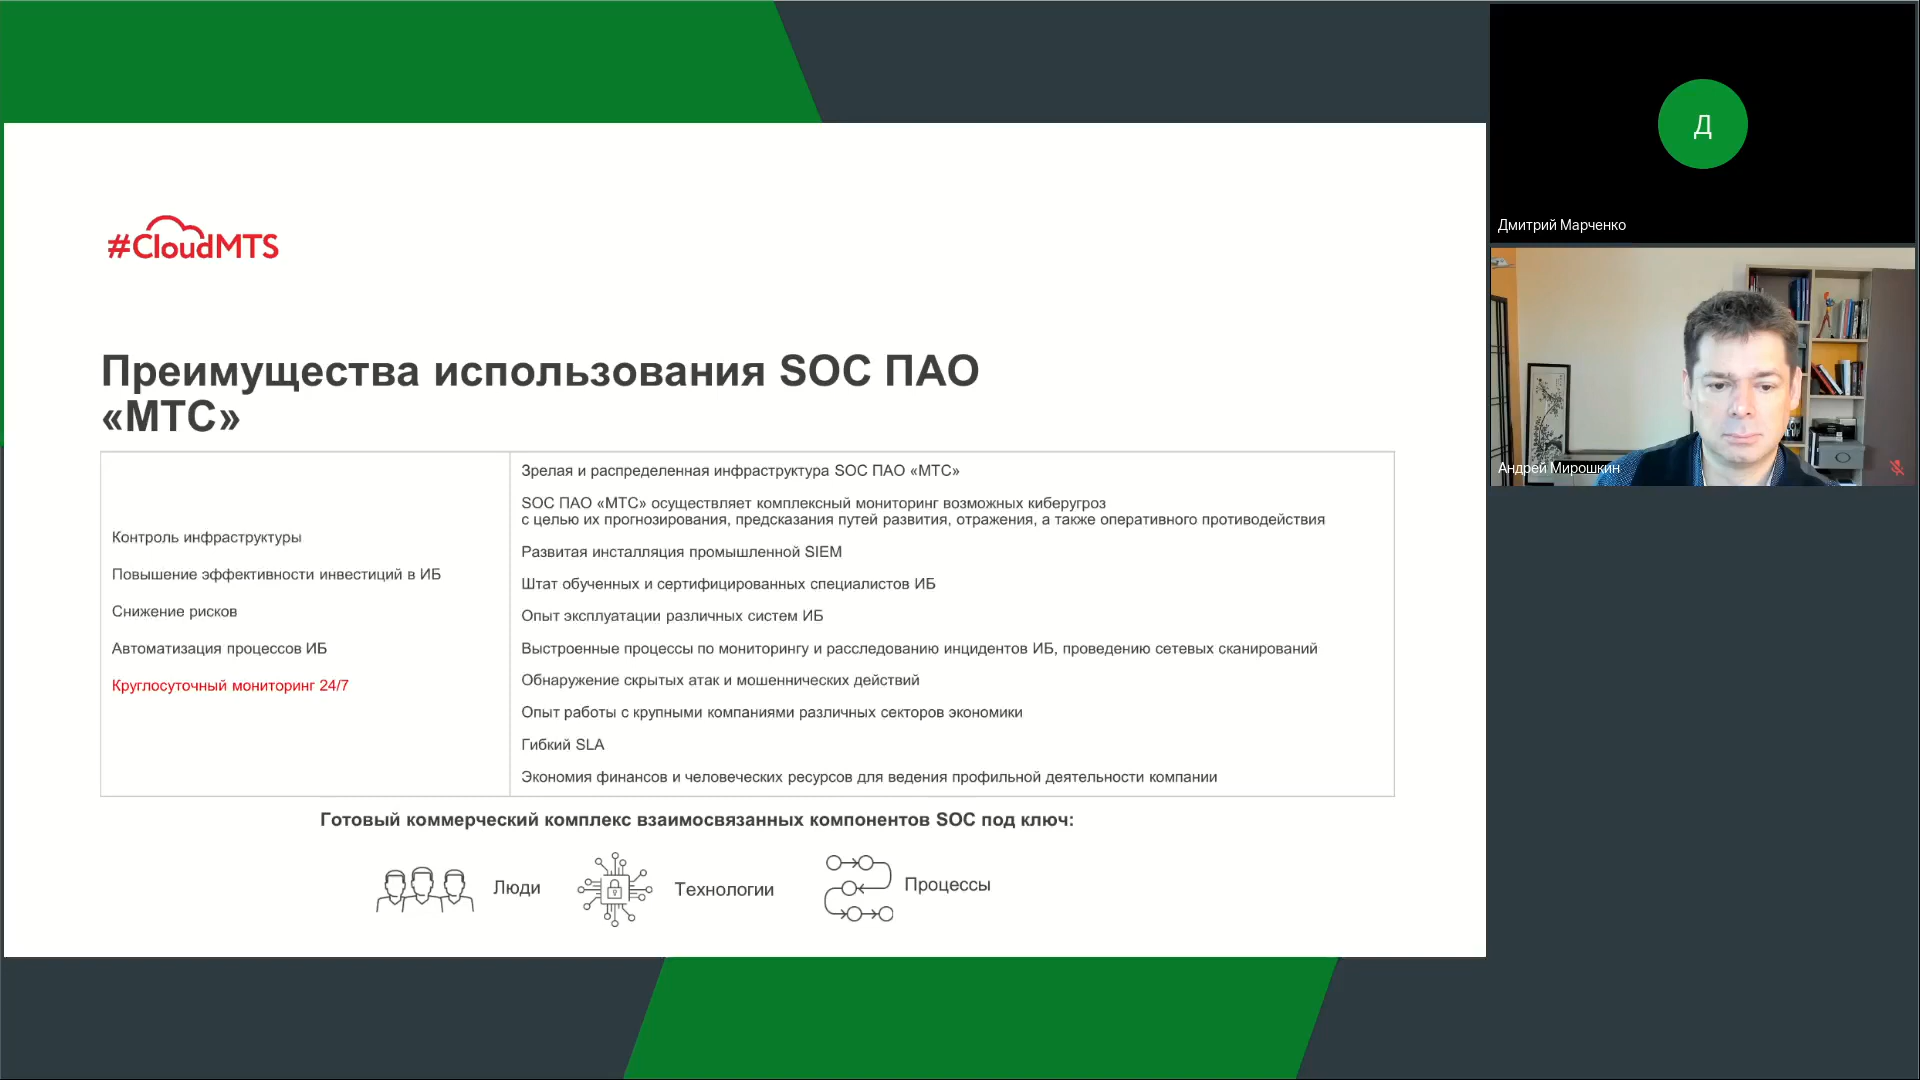 #CloudMTS
Преимущества использования SOC ПАО
«МТС»
Контроль инфраструктуры
Повышение эффективности инвестиций в ИБ
Снижение рисков
Автоматизация процессов ИБ
Круглосуточный мониторинг 24/7
Зрелая и распределенная инфраструктура SOC ПАО «МТС»
SOC ПАО «МТС» осуществляет комплексный мониторинг возможных киберугроз
с целью их прогнозирования, предсказания путей развития, отражения, а также оперативного противодействия
Развитая инсталляция промышленной SIEM
Штат обученных и сертифицированных специалистов ИБ
Опыт эксплуатации различных систем ИБ
Выстроенные процессы по мониторингу и расследованию инцидентов ИБ, проведению сетевых сканирований
Обнаружение скрытых атак и мошеннических действий
Опыт работы с крупными компаниями различных секторов экономики
Гибкий SLA
Экономия финансов и человеческих ресурсов для ведения профильной деятельности компании
Готовый коммерческий комплекс взаимосвязанных компонентов SOC под ключ:
Люди
Технологии
Процессы
Д
Дмитрий Марченко
Андрей Мирошкин